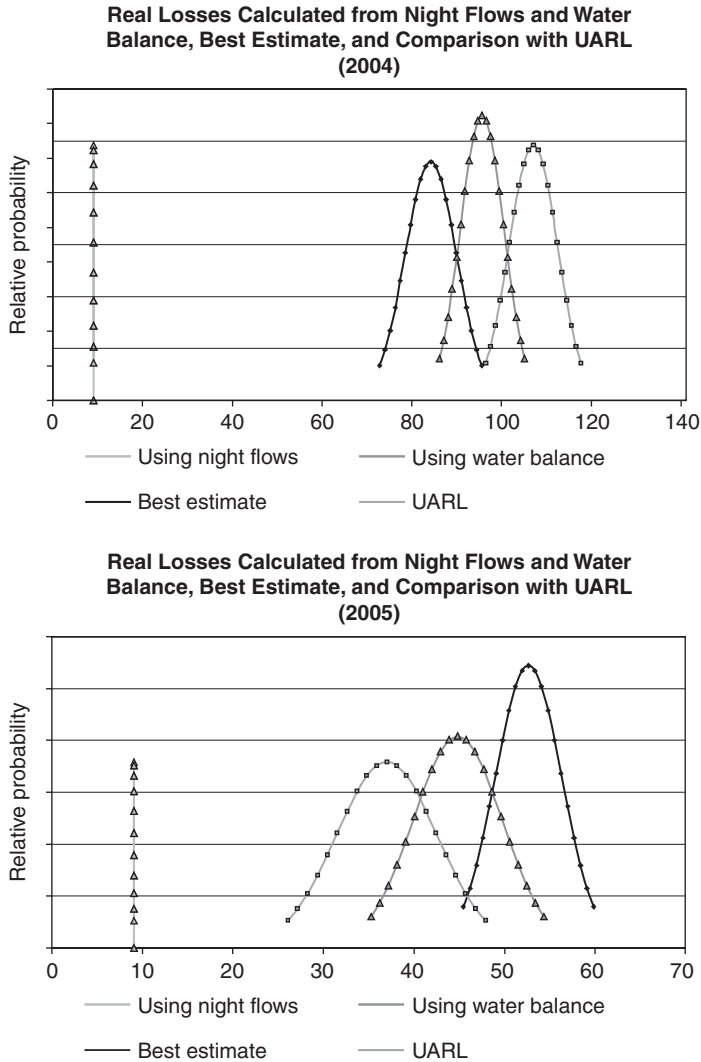 Real Losses Calculated from Night Flows and Water
Balance, Best Estimate, and Comparison with UARL
(2004)
Relative probability
0 20 40 60 80 100 120 140
Using night flows Using water balance
Best estimate UARL
Real Losses Calculated from Night Flows and Water
Balance, Best Estimate, and Comparison with UARL
(2005)
Relative probability
0 10 20 30 40 50 60 70
Using night flows Using water balance
Best estimate UARL